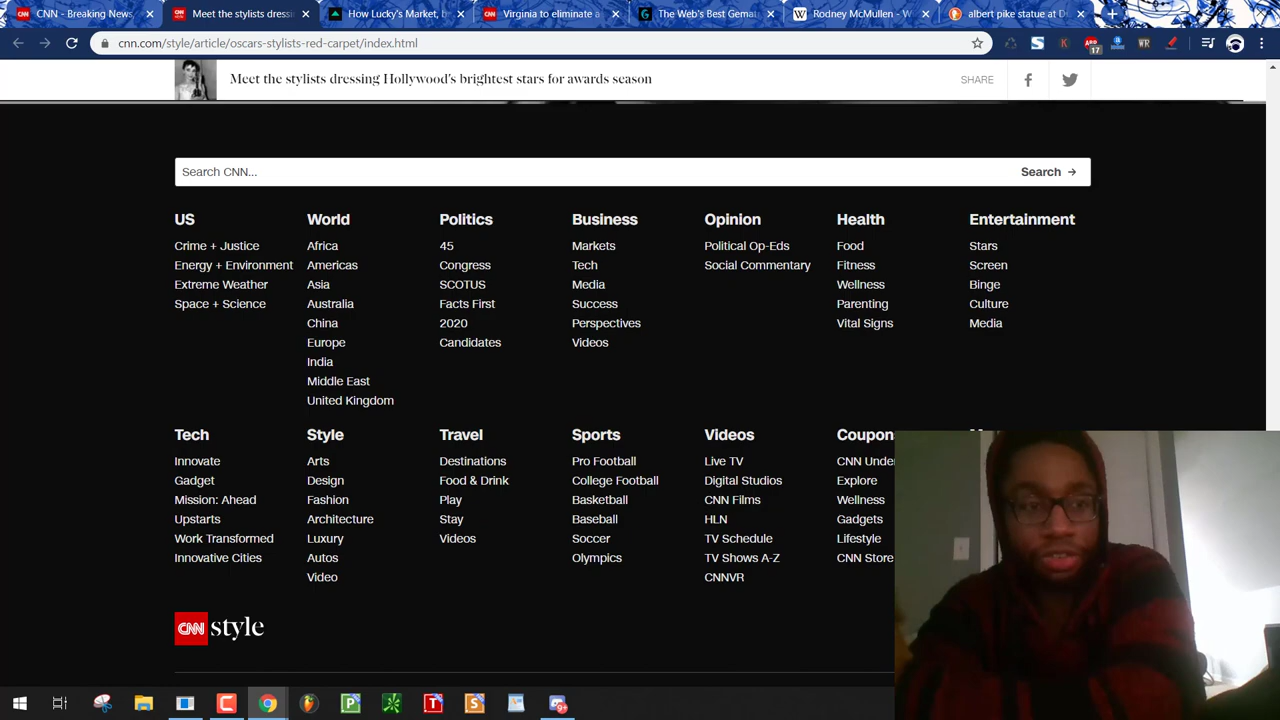 CNN - Breaking News,
Meet the stylists dressi
How Lucky's Market, b
Virginia to eliminate a
The Web's Best Gemat
Rodney McMullen - W
albert pike statue at D
cnn.com/style/article/oscars-stylists-red-carpet/index.html
17
WR
Meet the stylists dressing Hollywood's brightest stars for awards season
SHARE
Search CNN...
Search →
US
World
Politics
Business
Opinion
Health
Entertainment
Crime + Justice
Energy + Environment
Extreme Weather
Space + Science
Africa
Americas
Asia
Australia
China
Europe
India
Middle East
United Kingdom
45
Congress
SCOTUS
Facts First
2020
Candidates
Markets
Tech
Media
Success
Perspectives
Videos
Political Op-Eds
Social Commentary
Food
Fitness
Wellness
Parenting
Vital Signs
Stars
Screen
Binge
Culture
Media
Tech
Style
Travel
Sports
Videos
Coupon
Innovate
Gadget
Mission: Ahead
Upstarts
Work Transformed
Innovative Cities
Arts
Design
Fashion
Architecture
Luxury
Autos
Video
Destinations
Food & Drink
Play
Stay
Videos
Pro Football
College Football
Basketball
Baseball
Soccer
Olympics
Live TV
Digital Studios
CNN Films
HLN
TV Schedule
TV Shows A-Z
CNNVR
CNN Unde
Explore
Wellness
Gadgets
Lifestyle
CNN Store
CNN style